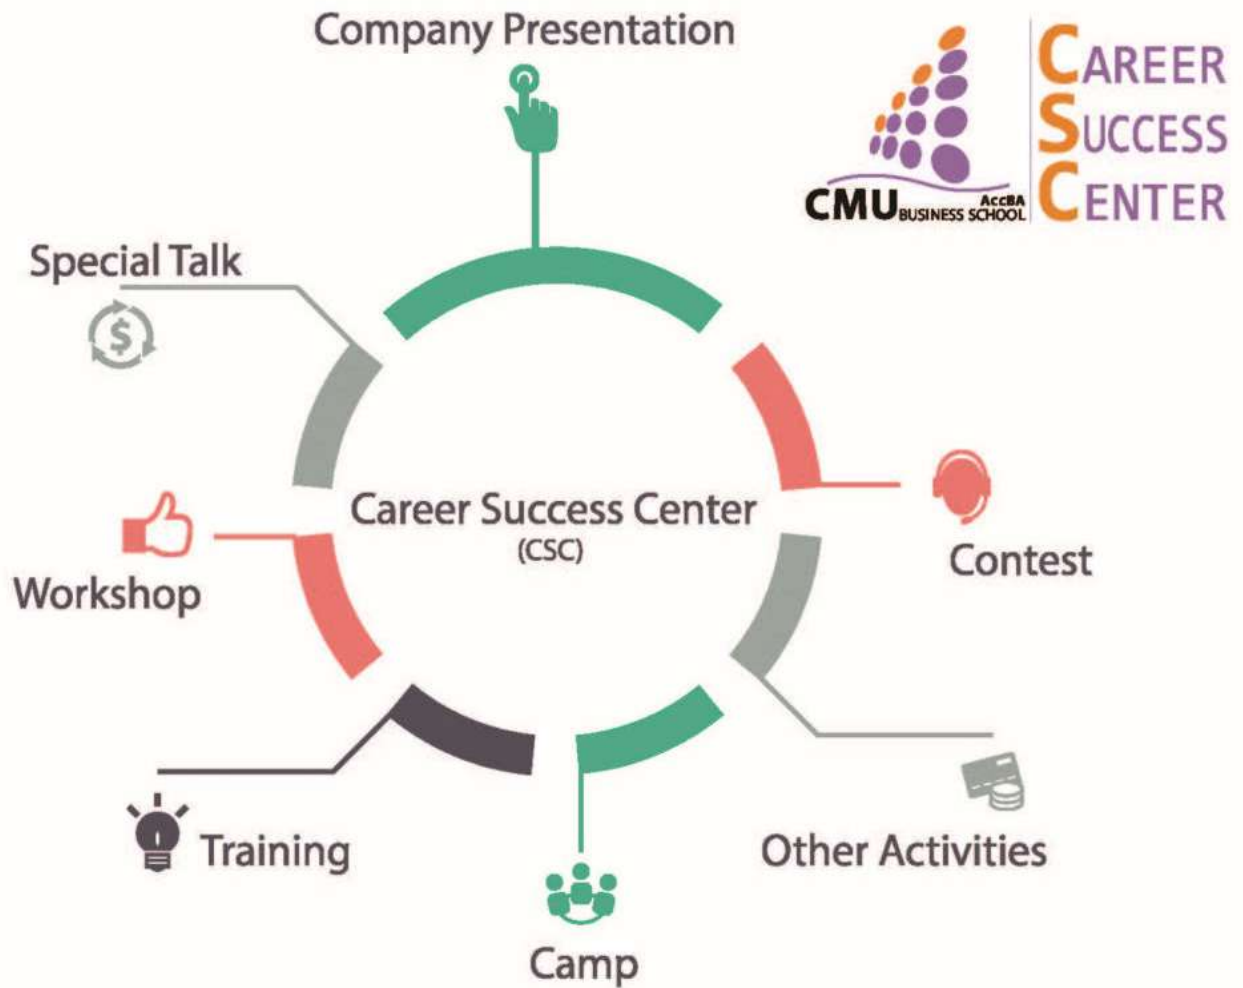 Company Presentation
CAREER
SUCCESS
CENTER
CMU
AccBA
BUSINESS SCHOOL
Special Talk
$
Career Success Center
(CSC)
Contest
Workshop
Training
Other Activities
Camp